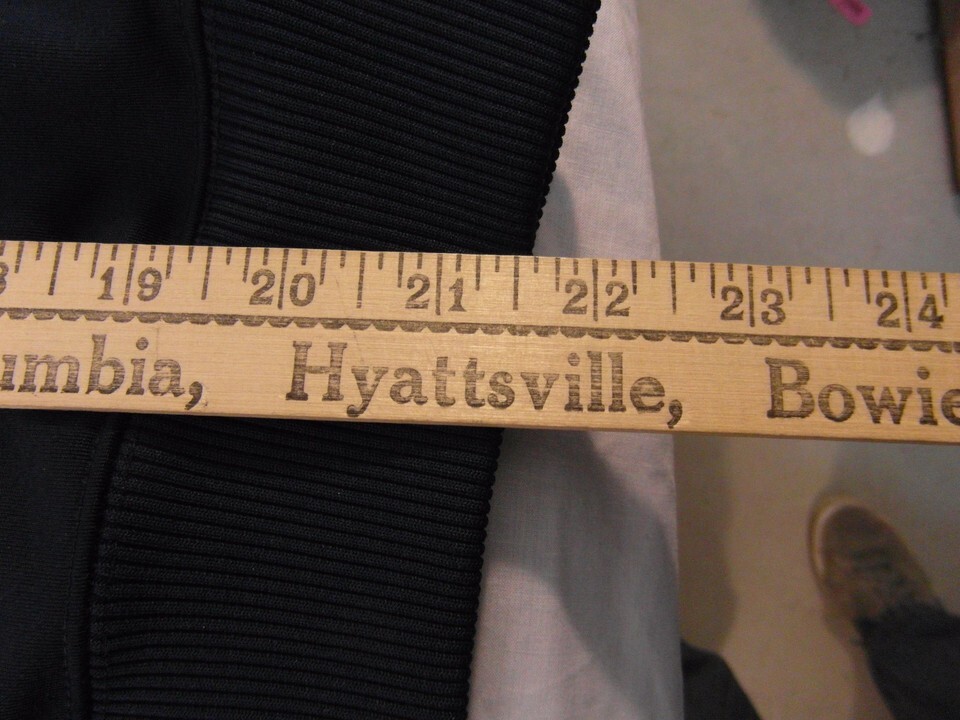 19 20 21 22 23 24
umbia, Hyattsville, Bowie